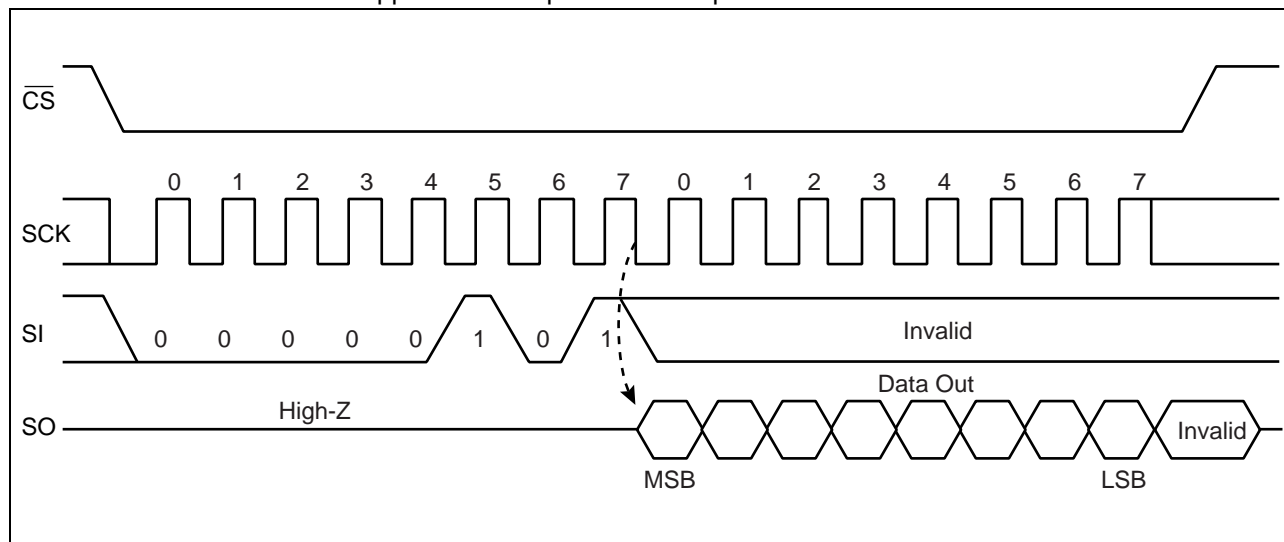 CS
0 1 2 3 4 5 6 7 0 1 2 3 4 5 6 7
SCK
SI
0 0 0 0 0 1 0 1
Invalid
Data Out
High-Z
SO
Invalid
MSB
LSB